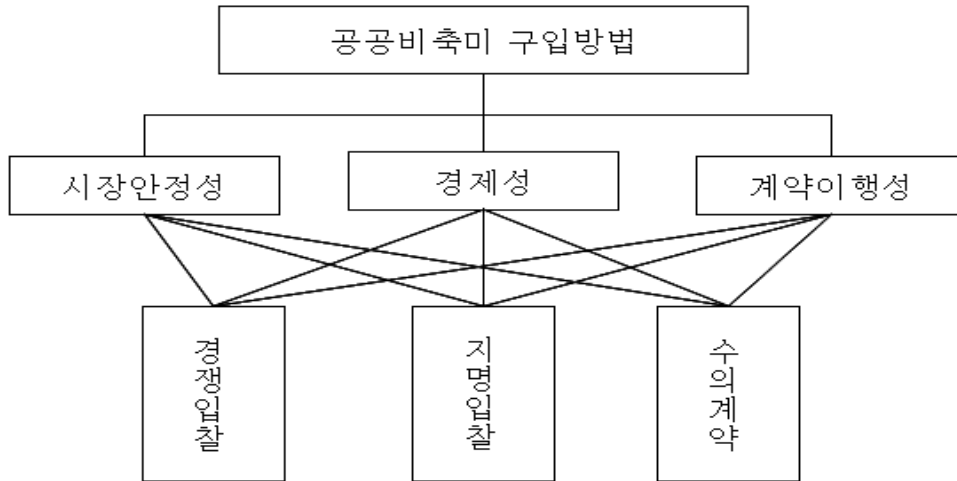 공공비축미 구입방법
시장안정성
경제성
계약이행성
경쟁입찰
지명입찰
수의계약